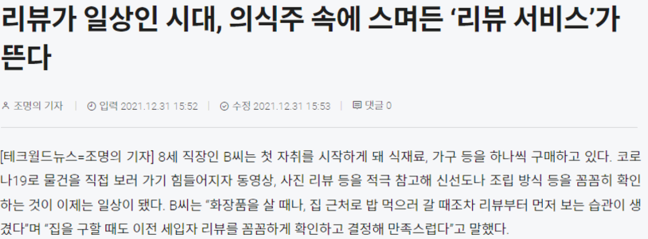 리뷰가 일상인 시대, 의식주 속에 스며든 ‘리뷰 서비스’가
뜬다
조명의 기자 입력 2021.12.31 15:52 수정 2021.12.31 15:53 댓글 0
[테크월드뉴스=조명의 기자] 8세 직장인 B씨는 첫 자취를 시작하게 돼 식재료, 가구 등을 하나씩 구매하고 있다. 코로
나19로 물건을 직접 보러 가기 힘들어지자 동영상, 사진 리뷰 등을 적극 참고해 신선도나 조립 방식 등을 꼼꼼히 확인
하는 것이 이제는 일상이 됐다. B씨는 “화장품을 살 때나, 집 근처로 밥 먹으러 갈 때조차 리뷰부터 먼저 보는 습관이 생
겼다”며 “집을 구할 때도 이전 세입자 리뷰를 꼼꼼하게 확인하고 결정해 만족스럽다”고 말했다.